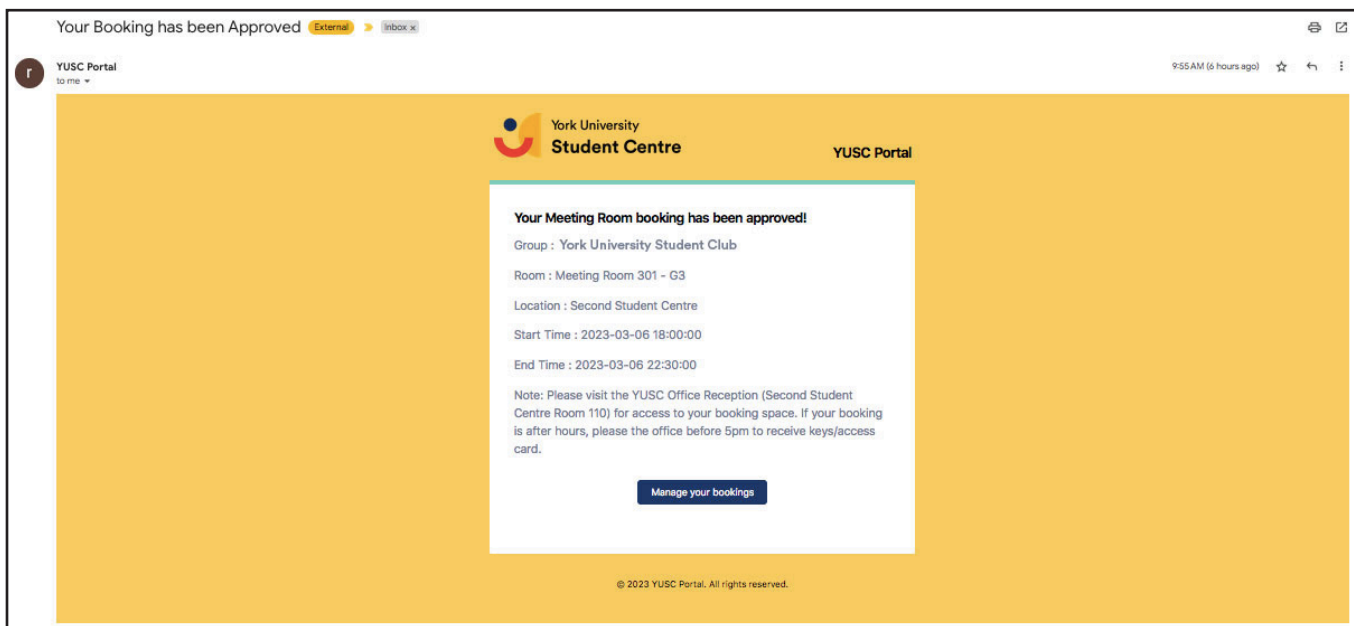 Your Booking has been Approved External Inbox x
r
YUSC Portal
9:55 AM (6 hours ago)
to me
York University
Student Centre
YUSC Portal
Your Meeting Room booking has been approved!
Group : York University Student Club
Room : Meeting Room 301 - G3
Location : Second Student Centre
Start Time : 2023-03-06 18:00:00
End Time : 2023-03-06 22:30:00
Note: Please visit the YUSC Office Reception (Second Student
Centre Room 110) for access to your booking space. If your booking
is after hours, please the office before 5pm to receive keys/access
card.
Manage your bookings
© 2023 YUSC Portal. All rights reserved.